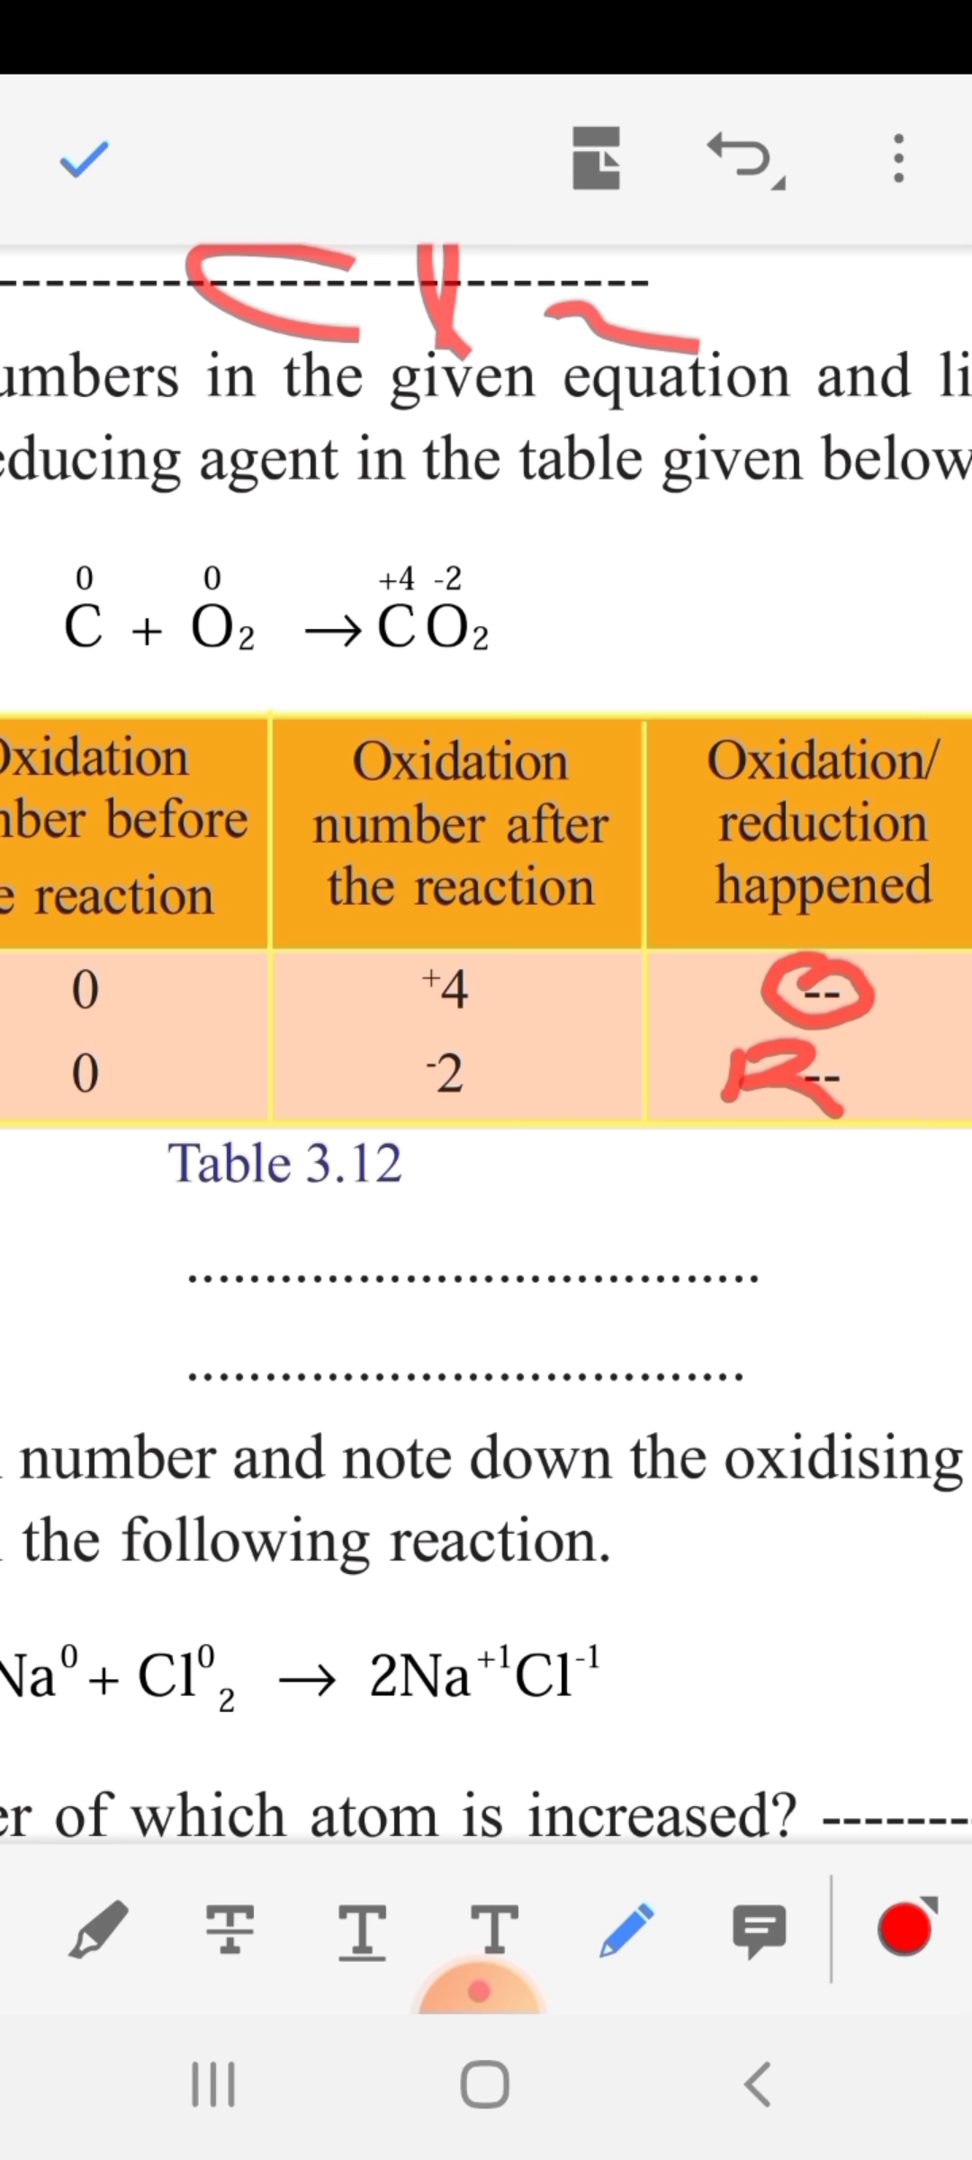 Cl2
umbers in the given equation and li
educing agent in the table given below
0 0 +4 -2
C + O2 → CO2
Oxidation
nber before
e reaction
Oxidation
number after
the reaction
Oxidation/
reduction
happened
0 +4 -- O
0 -2 -- R
Table 3.12
number and note down the oxidising
the following reaction.
Na⁰ + Cl⁰₂ → 2Na⁺¹Cl⁻¹
er of which atom is increased? -------